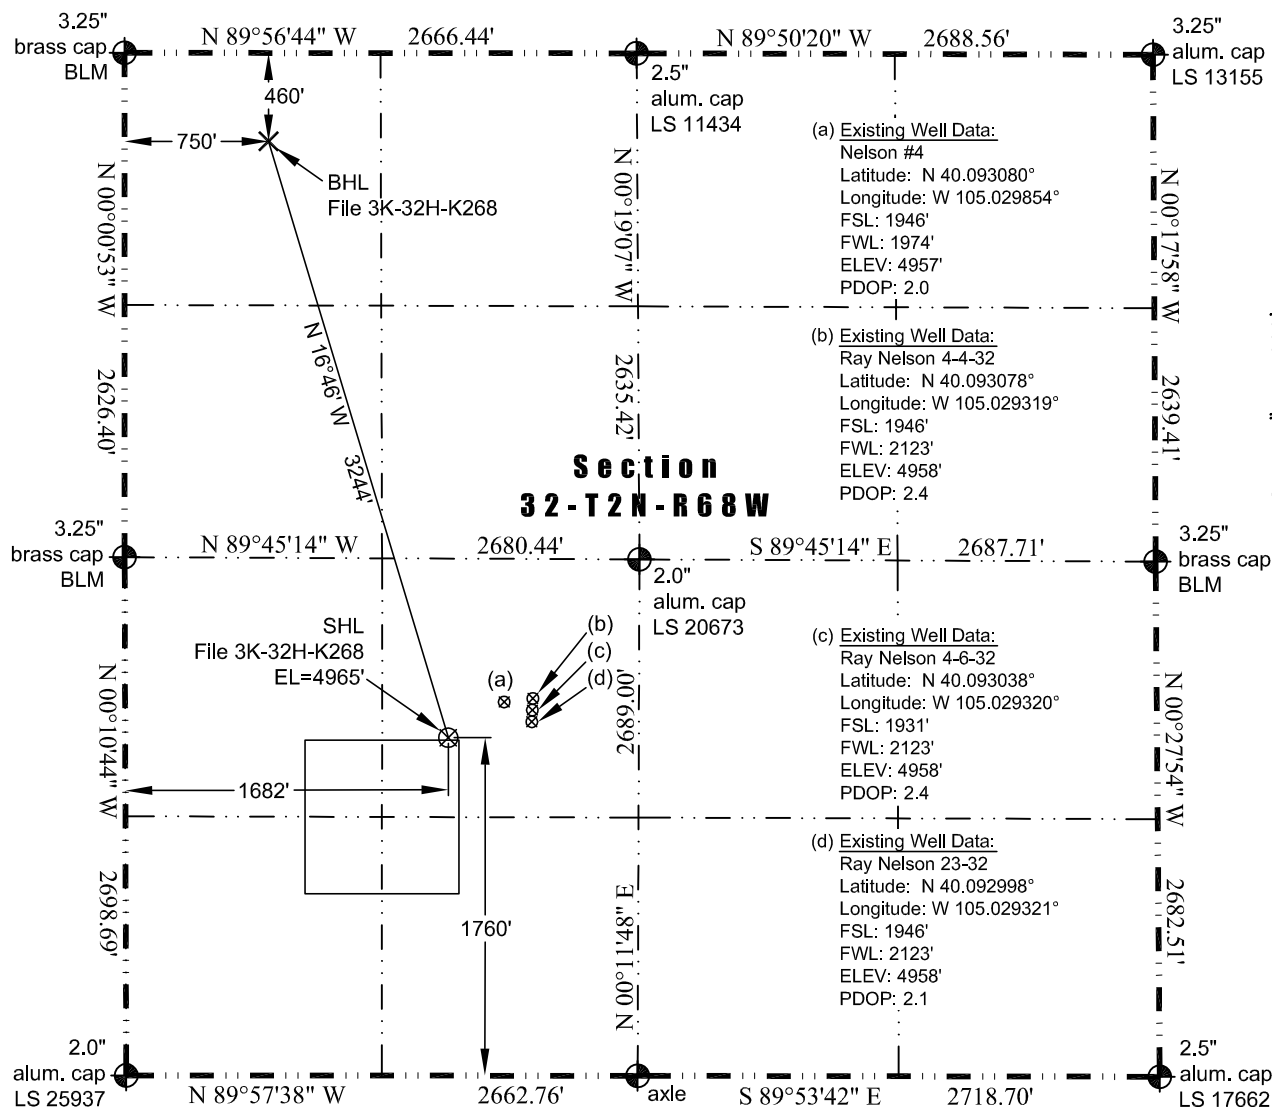 3.25"
brass cap
BLM
N 89°56'44" W
2666.44'
N 89°50'20" W
2688.56'
3.25"
alum. cap
LS 13155
2.5"
alum. cap
LS 11434
460'
750'
BHL
File 3K-32H-K268
N 00°00'53" W
2626.40'
N 00°19'07" W
2635.42'
N 00°17'58" W
2639.41'
(a) Existing Well Data:
Nelson #4
Latitude: N 40.093080°
Longitude: W 105.029854°
FSL: 1946'
FWL: 1974'
ELEV: 4957'
PDOP: 2.0
(b) Existing Well Data:
Ray Nelson 4-4-32
Latitude: N 40.093078°
Longitude: W 105.029319°
FSL: 1946'
FWL: 2123'
ELEV: 4958'
PDOP: 2.4
N 16°46' W
3244'
Section
32-T2N-R68W
3.25"
brass cap
BLM
N 89°45'14" W
2680.44'
S 89°45'14" E
2687.71'
3.25"
brass cap
BLM
2.0"
alum. cap
LS 20673
SHL
File 3K-32H-K268
EL=4965'
(a)
(b)
(c)
(d)
N 00°10'44" W
2698.69'
2689.00'
N 00°11'48" E
N 00°27'54" W
2682.51'
(c) Existing Well Data:
Ray Nelson 4-6-32
Latitude: N 40.093038°
Longitude: W 105.029320°
FSL: 1931'
FWL: 2123'
ELEV: 4958'
PDOP: 2.4
1682'
1760'
(d) Existing Well Data:
Ray Nelson 23-32
Latitude: N 40.092998°
Longitude: W 105.029321°
FSL: 1946'
FWL: 2123'
ELEV: 4958'
PDOP: 2.1
2.0"
alum. cap
LS 25937
N 89°57'38" W
2662.76'
axle
S 89°53'42" E
2718.70'
2.5"
alum. cap
LS 17662